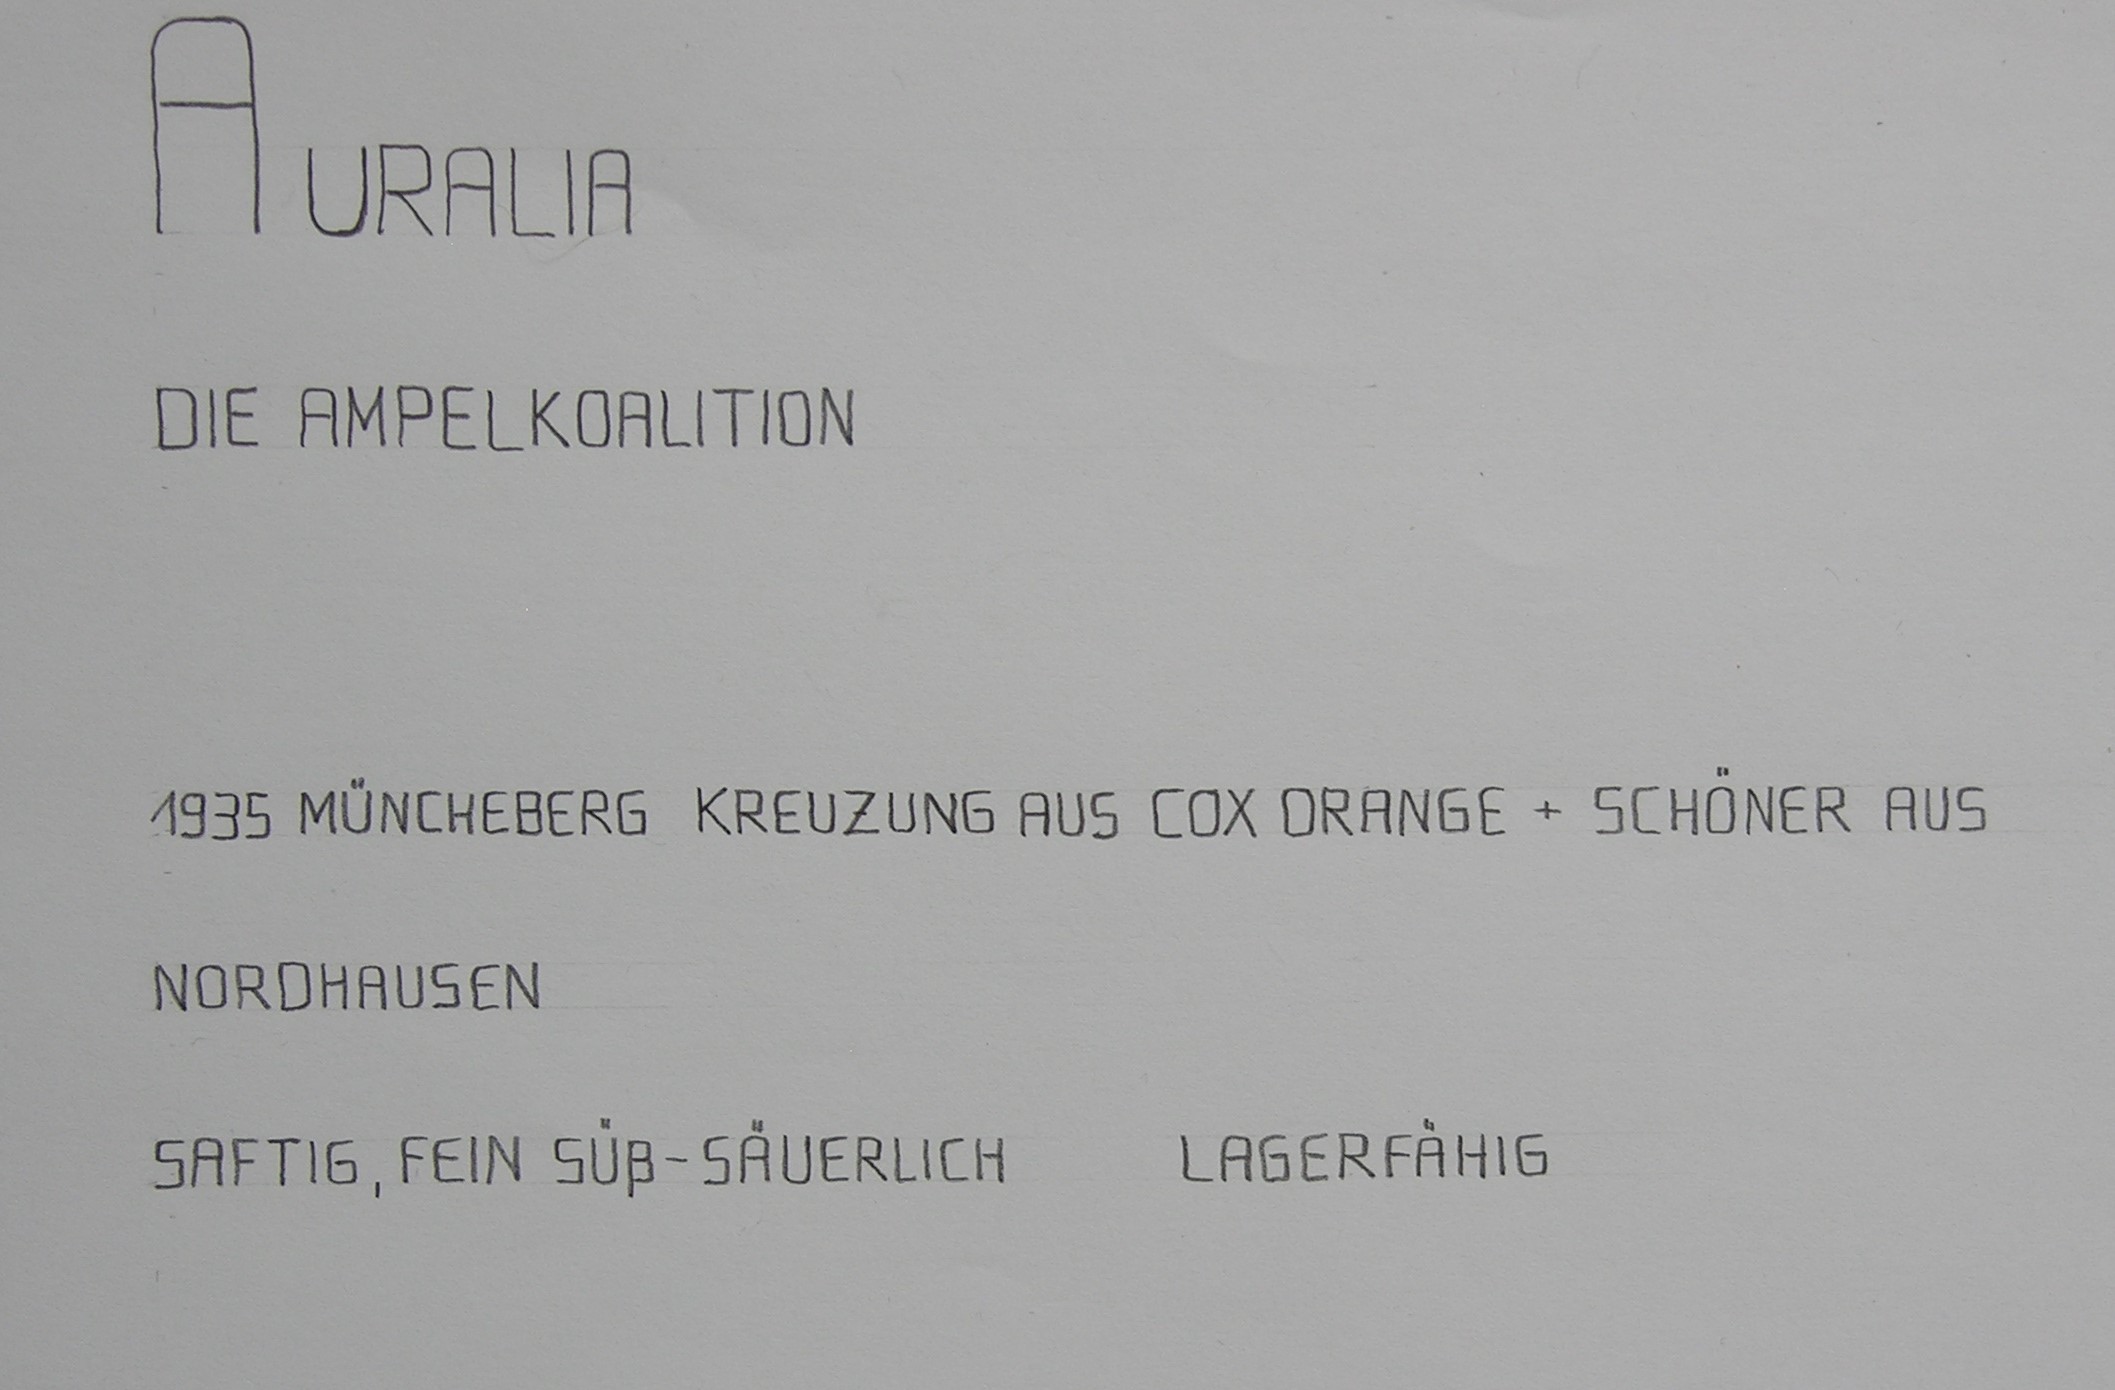 AURALIA
DIE AMPELKOALITION
1935 MÜNCHEBERG KREUZUNG AUS COX ORANGE + SCHÖNER AUS
NORDHAUSEN
SAFTIG, FEIN SÜß-SÄUERLICH LAGERFÄHIG